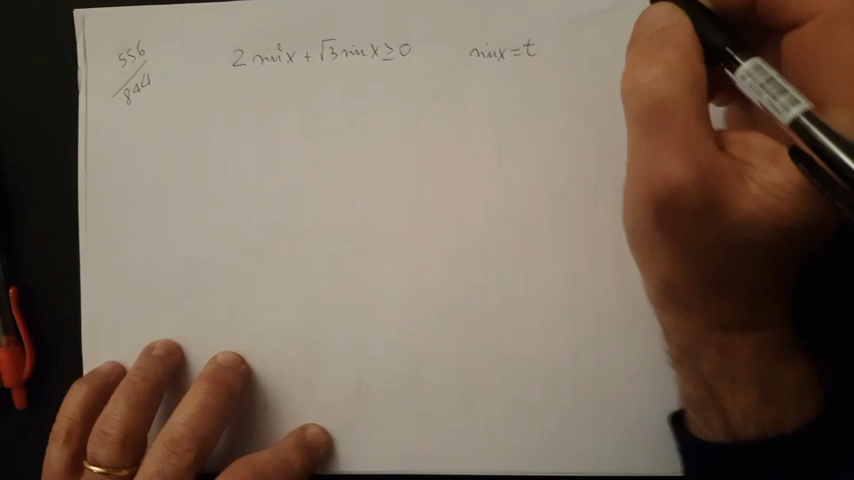 556
844
2 sin²x + √3 sin x ≥ 0 sin x = t